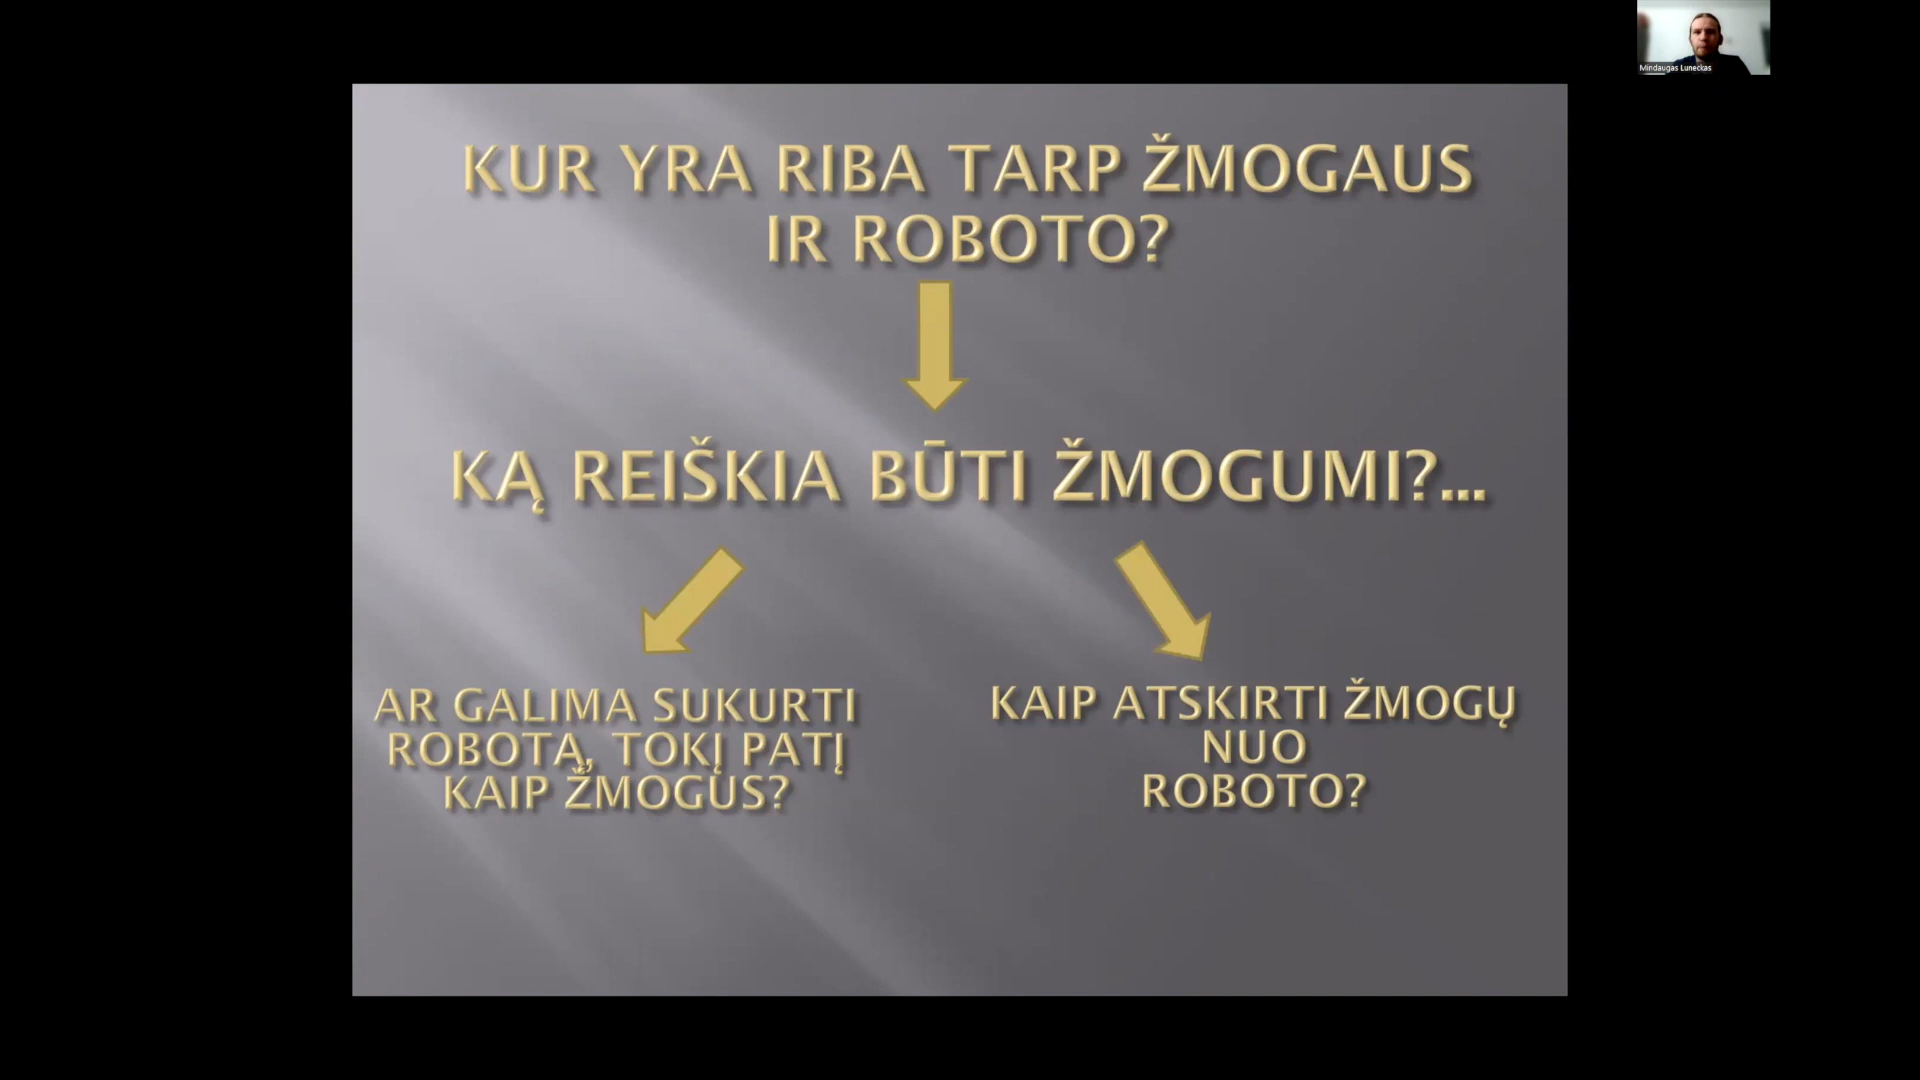 Mindaugas Luneckas
KUR YRA RIBA TARP ŽMOGAUS
IR ROBOTO?
KĄ REIŠKIA BŪTI ŽMOGUMI?...
AR GALIMA SUKURTI
ROBOTĄ, TOKĮ PATĮ
KAIP ŽMOGUS?
KAIP ATSKIRTI ŽMOGŲ
NUO
ROBOTO?